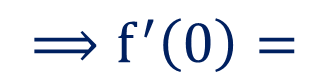 ⟹ f′(0) =